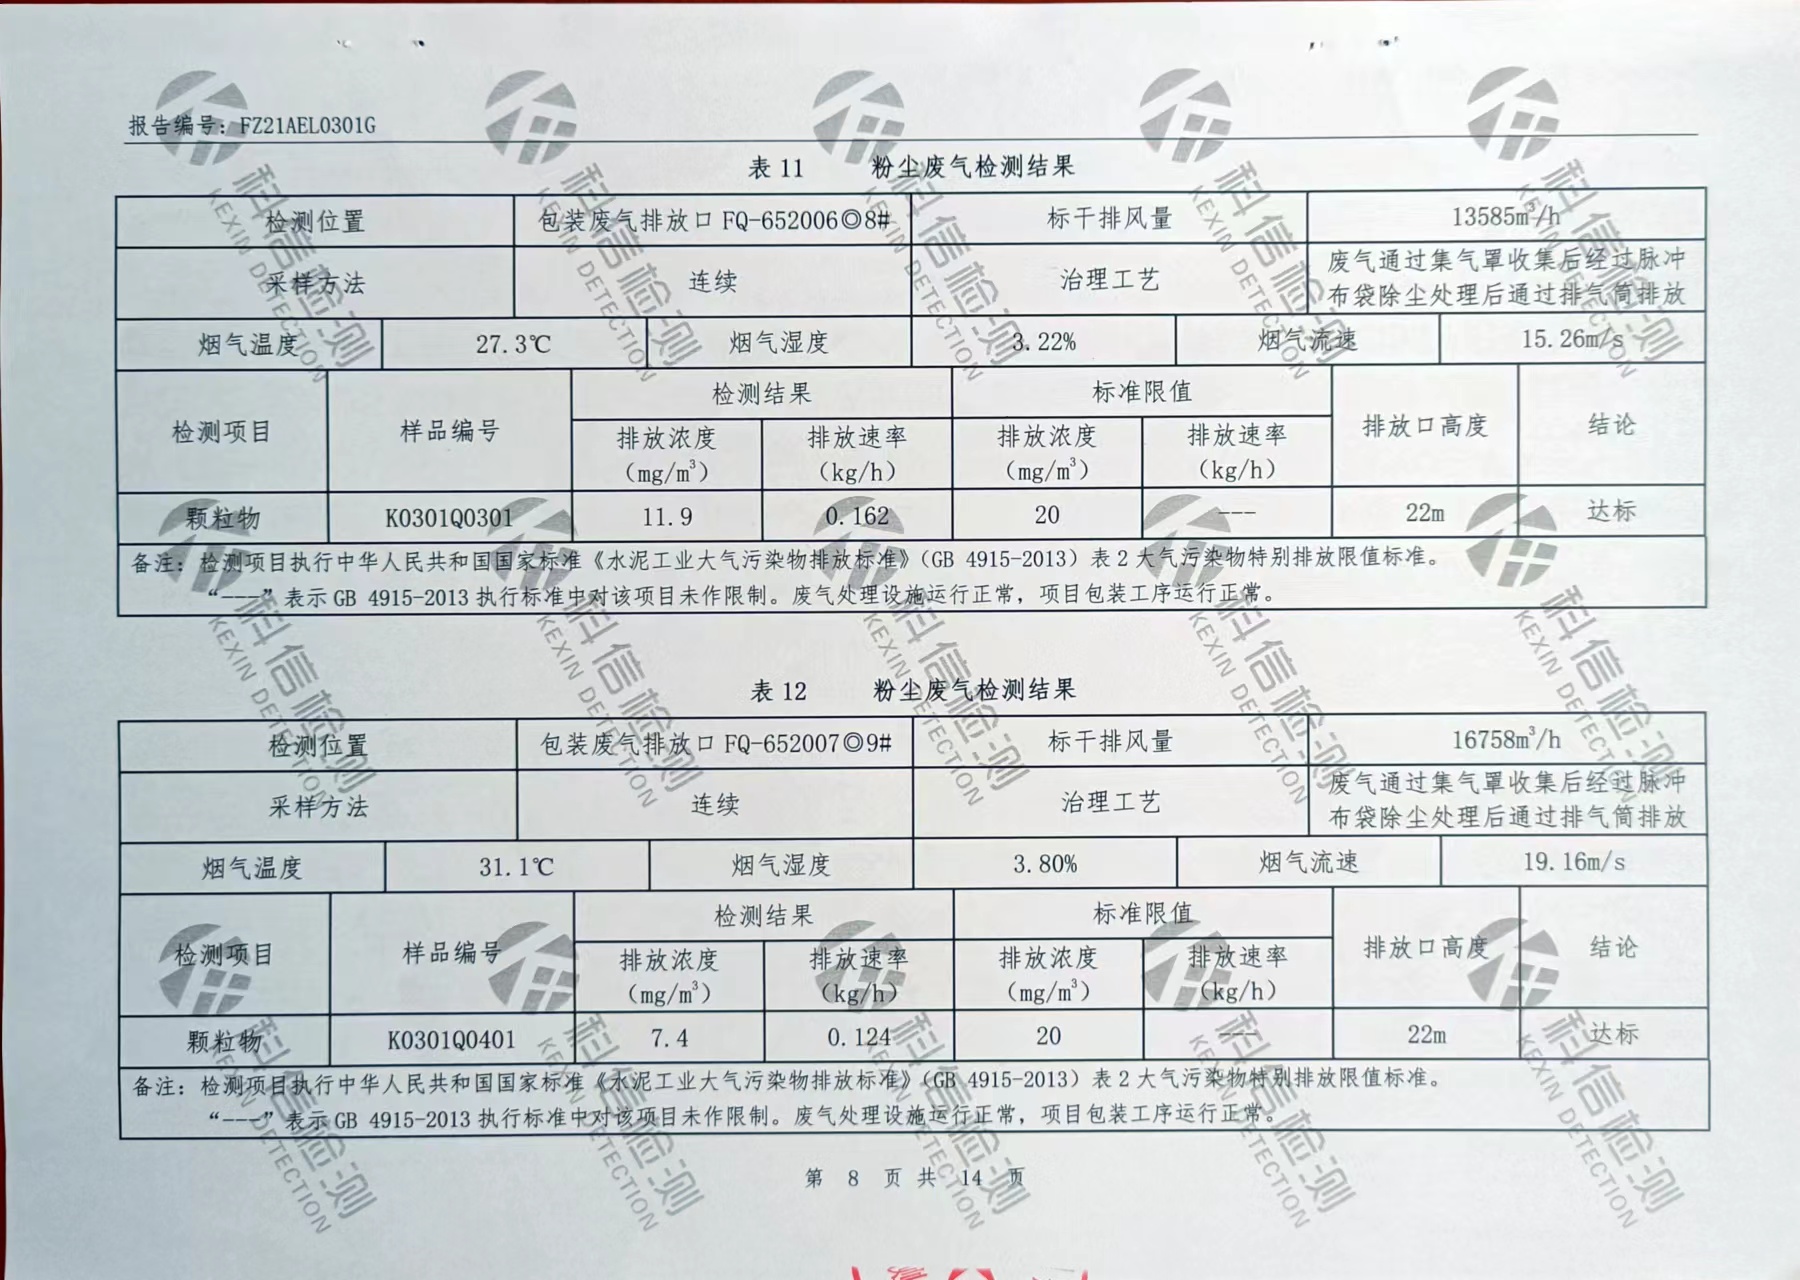 报告编号：FZ21AEL0301G
表 11 粉尘废气检测结果
检测位置 包装废气排放口 FQ-652006◎8# 标干排风量 13585m³/h
采样方法 连续 治理工艺 废气通过集气罩收集后经过脉冲
布袋除尘处理后通过排气筒排放
烟气温度 27.3℃ 烟气湿度 3.22% 烟气流速 15.26m/s
检测项目 样品编号 检测结果 标准限值 排放口高度 结论
排放浓度 排放速率 排放浓度 排放速率
（mg/m³） （kg/h） （mg/m³） （kg/h）
颗粒物 K0301Q0301 11.9 0.162 20 --- 22m 达标
备注：检测项目执行中华人民共和国国家标准《水泥工业大气污染物排放标准》（GB 4915-2013）表 2 大气污染物特别排放限值标准。
“---”表示 GB 4915-2013 执行标准中对该项目未作限制。废气处理设施运行正常，项目包装工序运行正常。
表 12 粉尘废气检测结果
检测位置 包装废气排放口 FQ-652007◎9# 标干排风量 16758m³/h
采样方法 连续 治理工艺 废气通过集气罩收集后经过脉冲
布袋除尘处理后通过排气筒排放
烟气温度 31.1℃ 烟气湿度 3.80% 烟气流速 19.16m/s
检测项目 样品编号 检测结果 标准限值 排放口高度 结论
排放浓度 排放速率 排放浓度 排放速率
（mg/m³） （kg/h） （mg/m³） （kg/h）
颗粒物 K0301Q0401 7.4 0.124 20 --- 22m 达标
备注：检测项目执行中华人民共和国国家标准《水泥工业大气污染物排放标准》（GB 4915-2013）表 2 大气污染物特别排放限值标准。
“---”表示 GB 4915-2013 执行标准中对该项目未作限制。废气处理设施运行正常，项目包装工序运行正常。
第 8 页 共 14 页
科信检测
KEXIN DETECTION